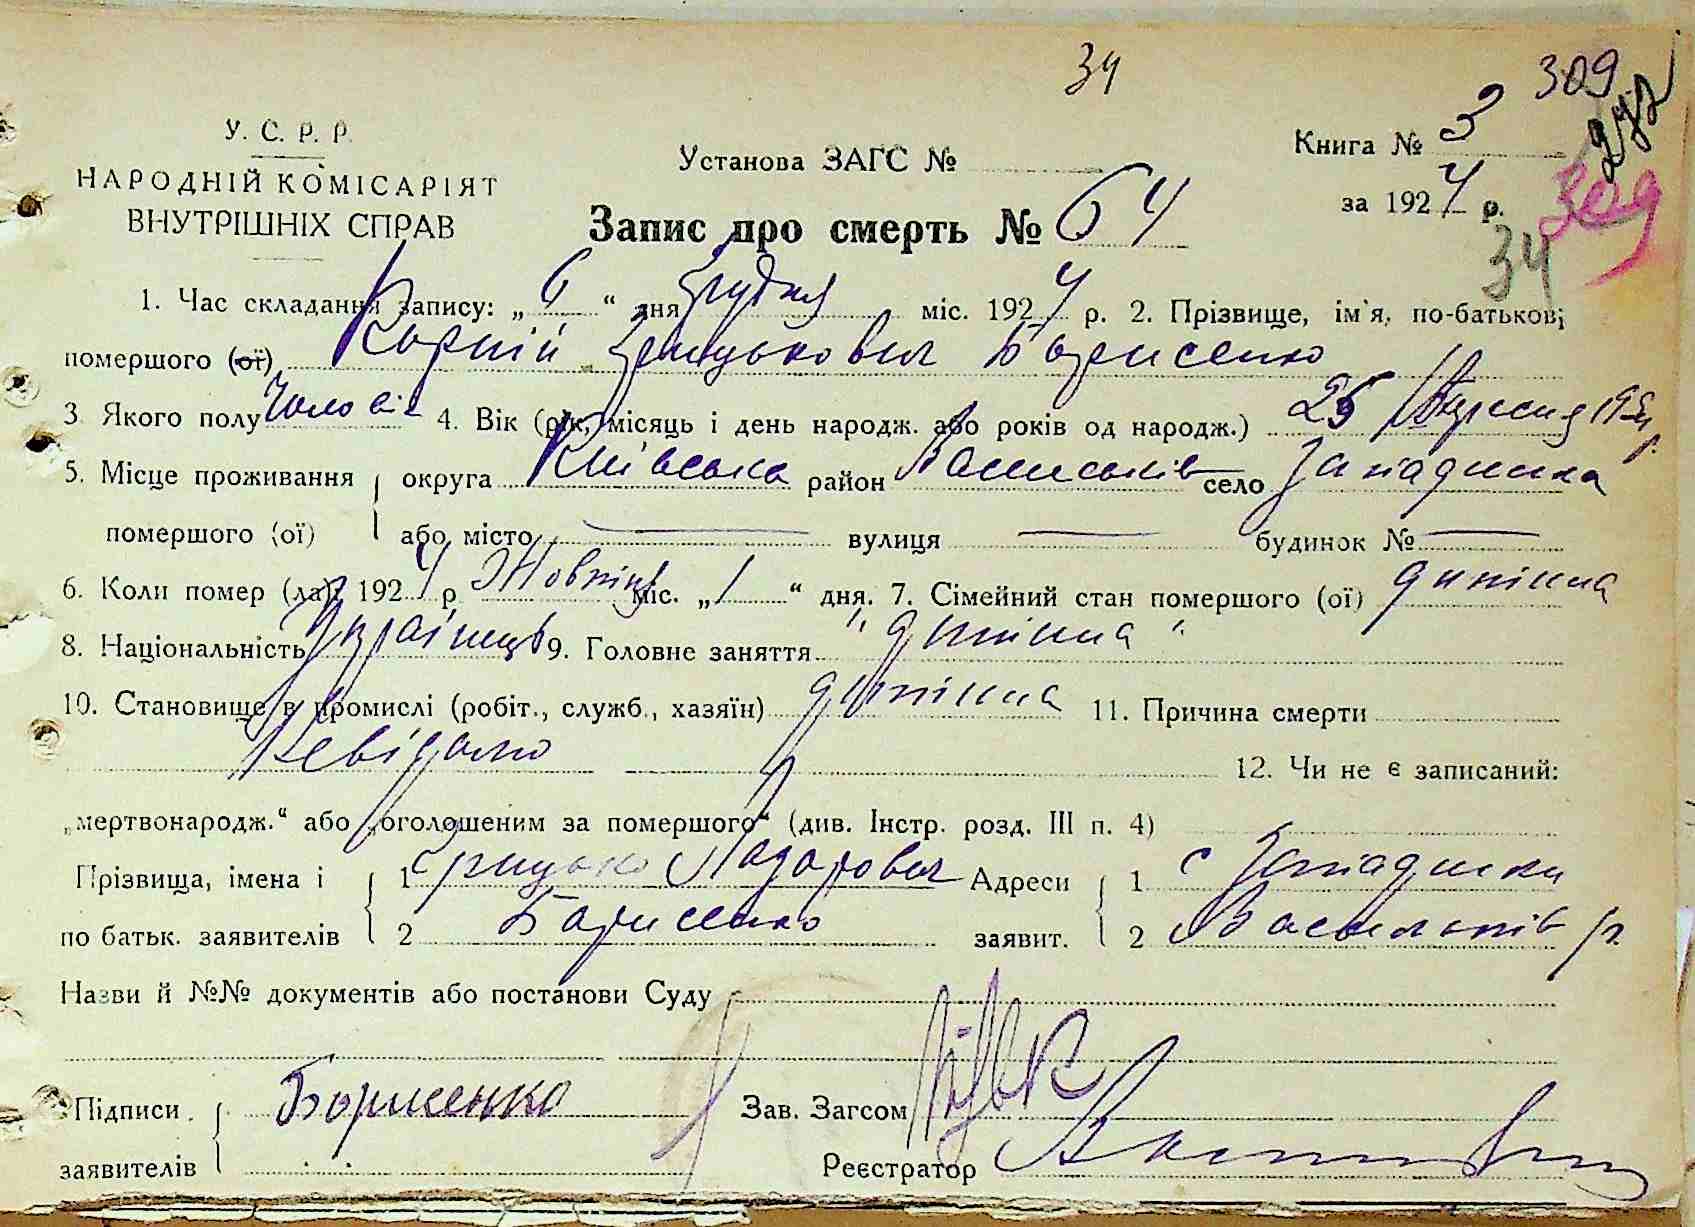 34
309
277
У. С. Р. Р.
НАРОДНІЙ КОМІСАРІЯТ
ВНУТРІШНІХ СПРАВ
Установа ЗАГС №
Книга № 3
за 1924 р.
309
34
Запис про смерть № 64
1. Час складання запису: „ 6 “ дня Грудня міс. 1924 р. 2. Прізвище, ім'я, по-батькові
помершого (ої) Корній Грицькович Борисенко
3. Якого полу Чоловіч 4. Вік (рік, місяць і день народж. або років од народж.) 25 Вересня 1924 р.
5. Місце проживання округа Київська район Васильків село Западинка
помершого (ої) або місто — вулиця — будинок № —
6. Коли помер (ла) 1924 р. Жовтня міс. „ 1 “ дня. 7. Сімейний стан помершого (ої) дитина
8. Національність Українець 9. Головне заняття "дитина"
10. Становище в промислі (робіт., служб., хазяїн) дитина 11. Причина смерти
Невідомо 12. Чи не є записаний:
„мертвонародж.“ або „оголошеним за помершого“ (див. Інстр. розд. III п. 4)
Прізвища, імена і 1 Грицько Лазарович Адреси 1 с Западинки
по батьк. заявителів 2 Борисенко заявит. 2 Васильків р.
Назви й №№ документів або постанови Суду
Підписи Борисенко Зав. Загсом
заявителів Реєстратор